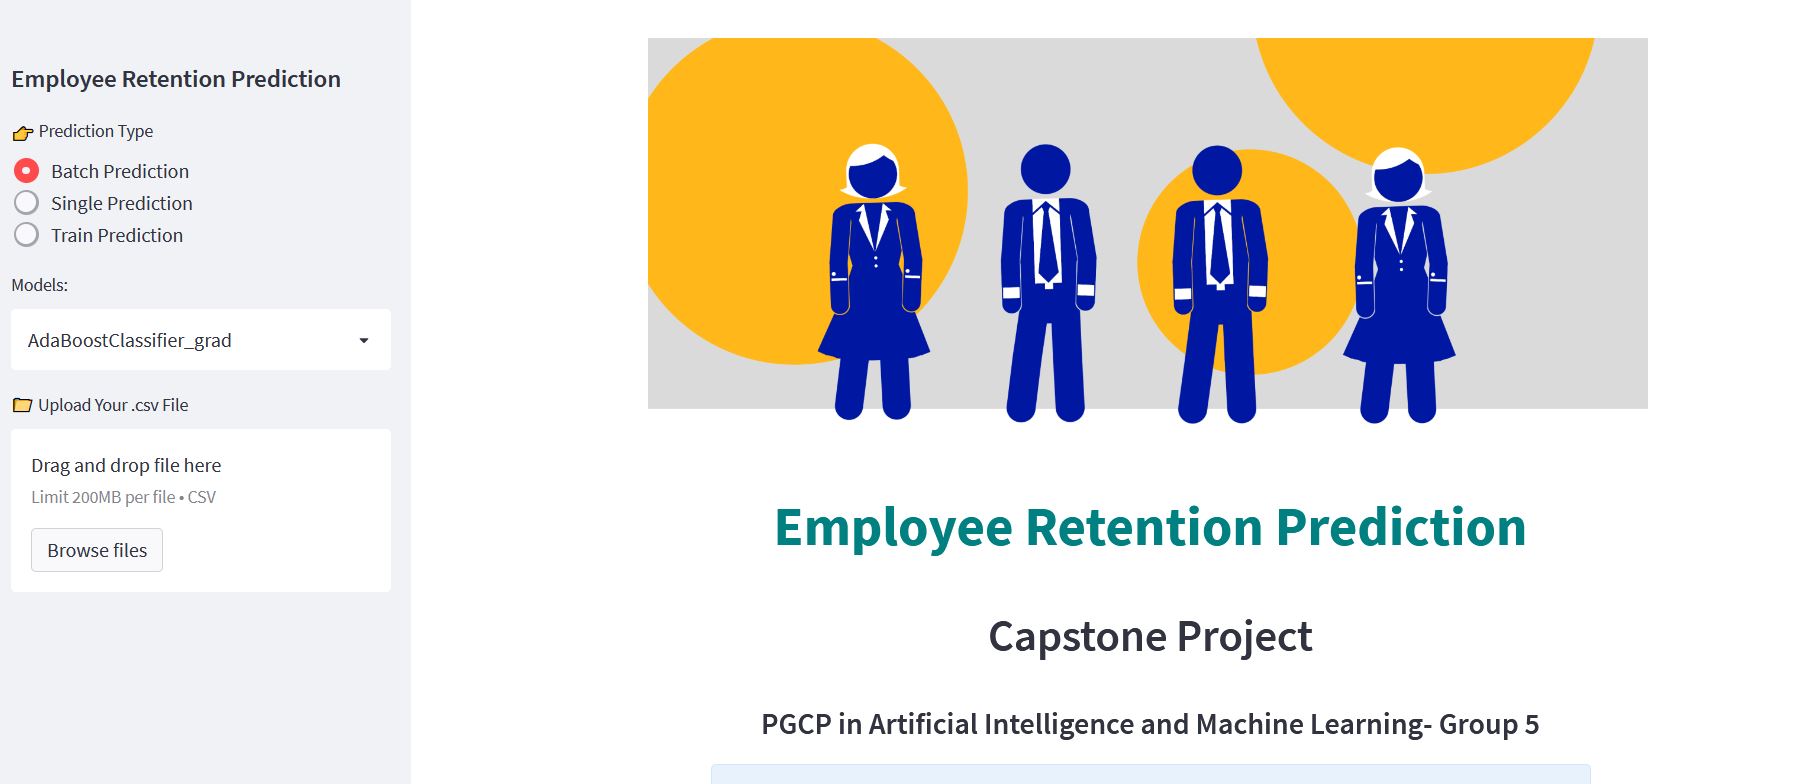 Employee Retention Prediction
👉 Prediction Type
Batch Prediction
Single Prediction
Train Prediction
Models:
AdaBoostClassifier_grad
📂 Upload Your .csv File
Drag and drop file here
Limit 200MB per file • CSV
Browse files
Employee Retention Prediction
Capstone Project
PGCP in Artificial Intelligence and Machine Learning- Group 5